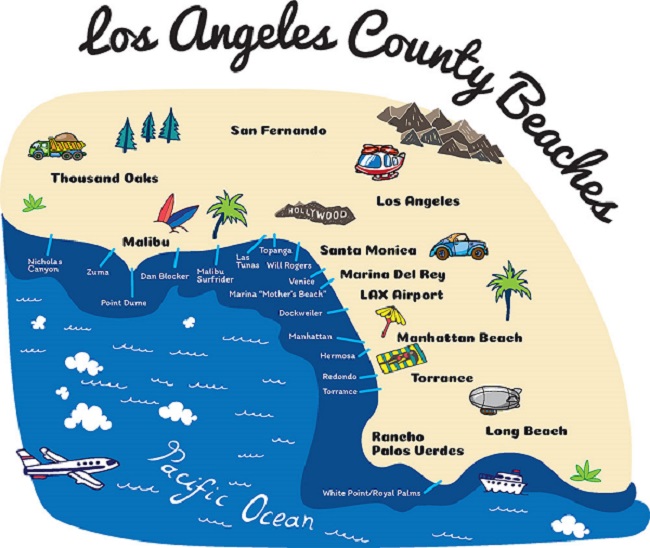 Los Angeles County Beaches
San Fernando
Thousand Oaks
Los Angeles
HOLLYWOOD
Malibu
Santa Monica
Nicholas
Canyon
Zuma
Point Dume
Dan Blocker
Malibu
Surfrider
Las
Tunas
Topanga
Will Rogers
Venice
Marina Del Rey
Marina "Mother's Beach"
LAX Airport
Dockweiler
Manhattan
Manhattan Beach
Hermosa
Redondo
Torrance
Torrance
Long Beach
Rancho
Palos Verdes
White Point/Royal Palms
Pacific Ocean